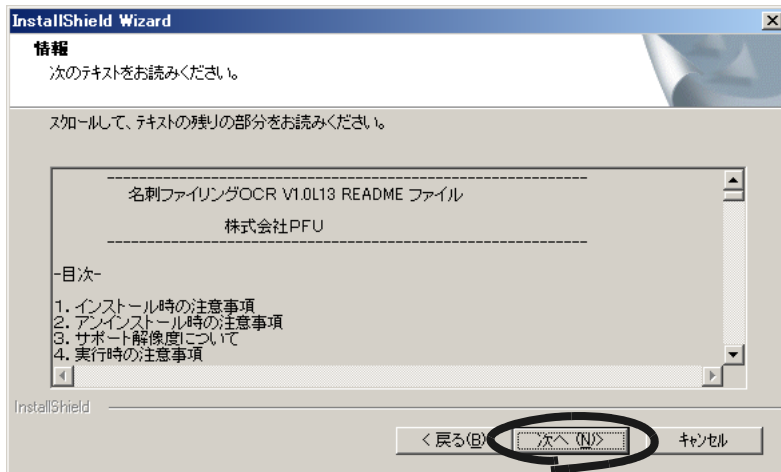 InstallShield Wizard
情報
次のテキストをお読みください。
スクロールして、テキストの残りの部分をお読みください。
------------------------------------------------------------
名刺ファイリングOCR V1.0L13 README ファイル
株式会社PFU
------------------------------------------------------------
-目次-
1. インストール時の注意事項
2. アンインストール時の注意事項
3. サポート解像度について
4. 実行時の注意事項
InstallShield
< 戻る(B) 次へ (N)> キャンセル